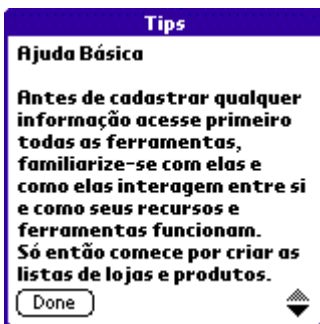 Tips
Ajuda Básica
Antes de cadastrar qualquer
informação acesse primeiro
todas as ferramentas,
familiarize-se com elas e
como elas interagem entre si
e como seus recursos e
ferramentas funcionam.
Só então comece por criar as
listas de lojas e produtos.
Done